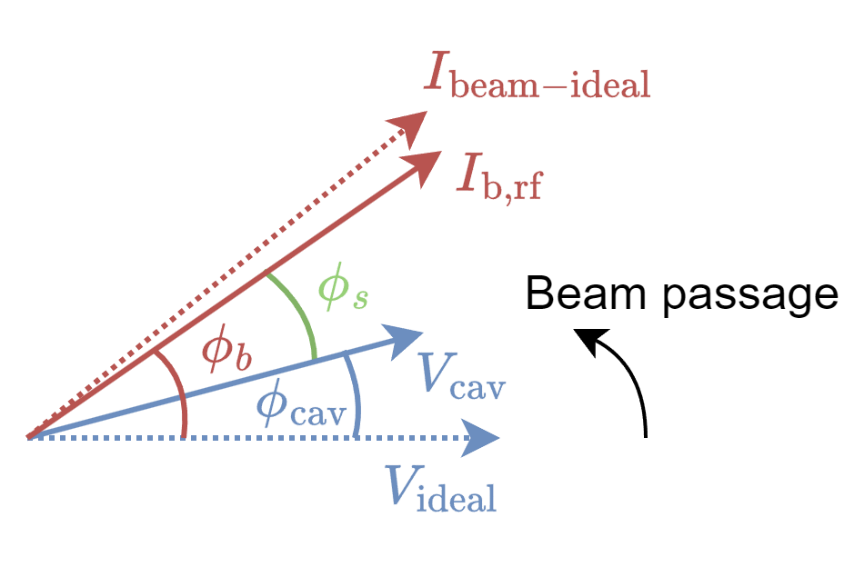 I_beam−ideal
I_b,rf
ϕ_s
Beam passage
ϕ_b
V_cav
ϕ_cav
V_ideal